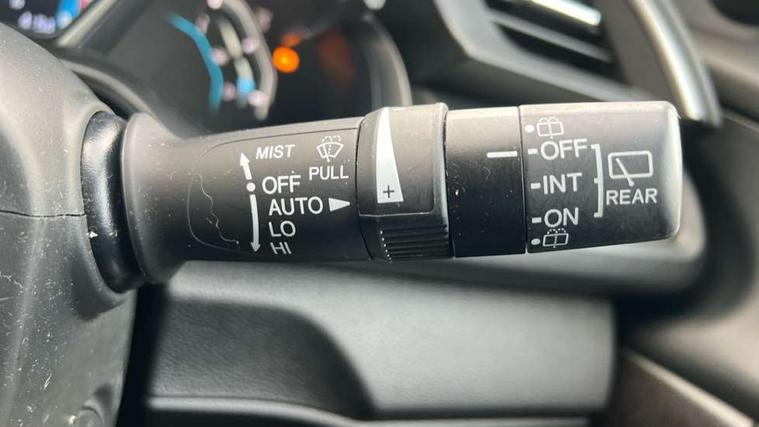 MIST
PULL
OFF
AUTO
LO
HI
+
OFF
INT
ON
REAR